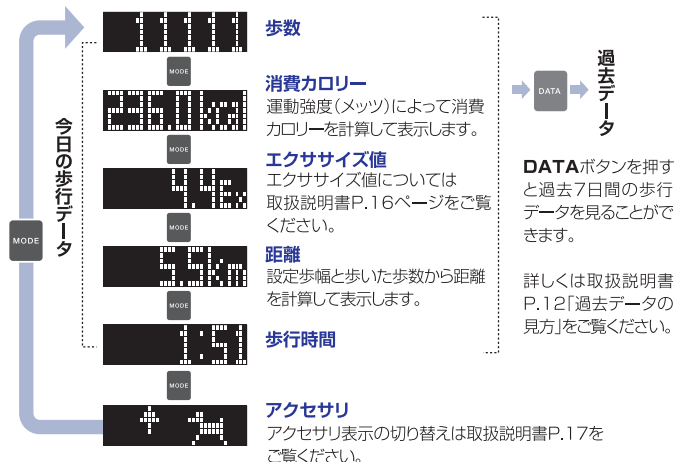 今日の歩行データ
MODE
11111
歩数
MODE
260kcal
消費カロリー
運動強度（メッツ）によって消費
カロリーを計算して表示します。
MODE
4.4Ex
エクササイズ値
エクササイズ値については
取扱説明書P.16ページをご覧
ください。
MODE
5.5km
距離
設定歩幅と歩いた歩数から距離
を計算して表示します。
MODE
1:51
歩行時間
MODE
アクセサリ
アクセサリ表示の切り替えは取扱説明書P.17を
ご覧ください。
DATA
過去データ
DATAボタンを押す
と過去7日間の歩行
データを見ることがで
きます。
詳しくは取扱説明書
P.12「過去データの
見方」をご覧ください。